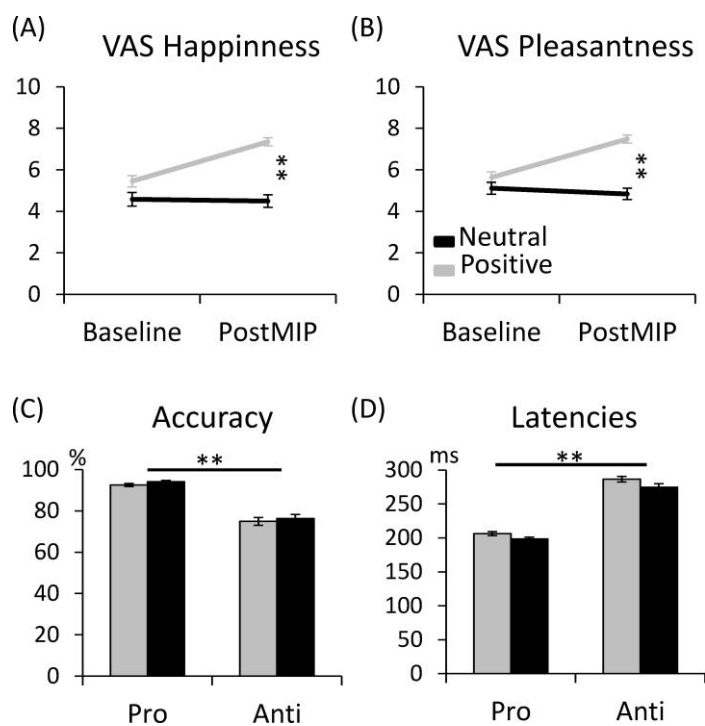 (A)
VAS Happinness
10
8
6
4
2
0
**
Baseline PostMIP
(B)
VAS Pleasantness
10
8
6
4
2
0
**
Neutral
Positive
Baseline PostMIP
(C)
Accuracy
%
100
80
60
40
20
0
**
Pro Anti
(D)
Latencies
ms
300
250
200
150
100
50
0
**
Pro Anti